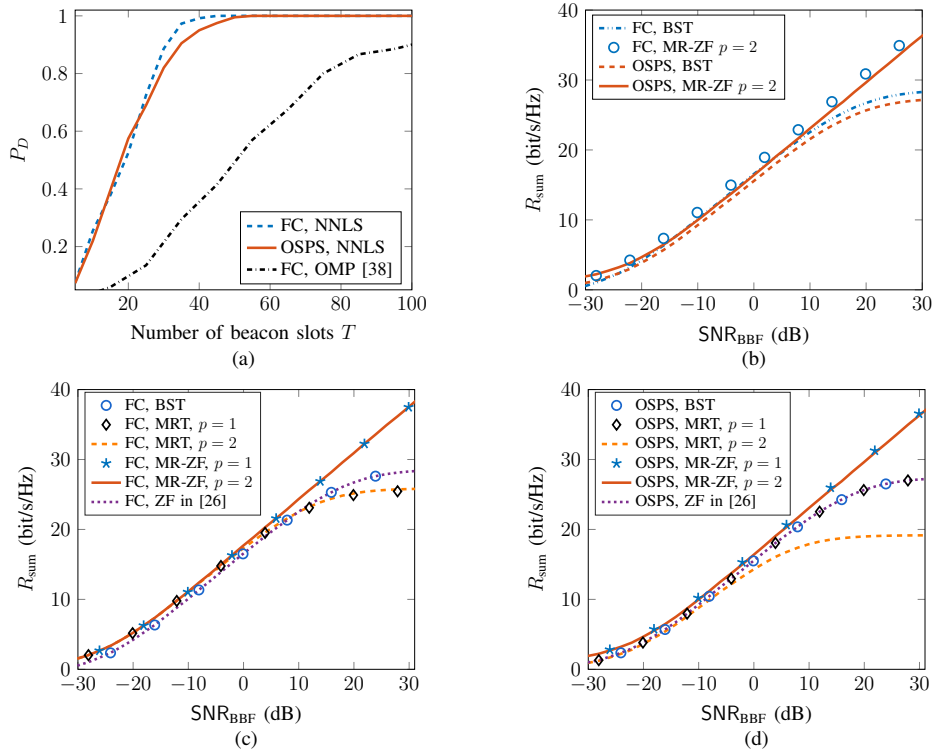 1
0.8
0.6
0.4
0.2
P_D
FC, NNLS
OSPS, NNLS
FC, OMP [38]
20 40 60 80 100
Number of beacon slots T
(a)
40
30
20
10
0
R_sum (bit/s/Hz)
FC, BST
FC, MR-ZF p = 2
OSPS, BST
OSPS, MR-ZF p = 2
−30 −20 −10 0 10 20 30
SNR_BBF (dB)
(b)
40
30
20
10
0
R_sum (bit/s/Hz)
FC, BST
FC, MRT, p = 1
FC, MRT, p = 2
FC, MR-ZF, p = 1
FC, MR-ZF, p = 2
FC, ZF in [26]
−30 −20 −10 0 10 20 30
SNR_BBF (dB)
(c)
40
30
20
10
0
R_sum (bit/s/Hz)
OSPS, BST
OSPS, MRT, p = 1
OSPS, MRT, p = 2
OSPS, MR-ZF, p = 1
OSPS, MR-ZF, p = 2
OSPS, ZF in [26]
−30 −20 −10 0 10 20 30
SNR_BBF (dB)
(d)